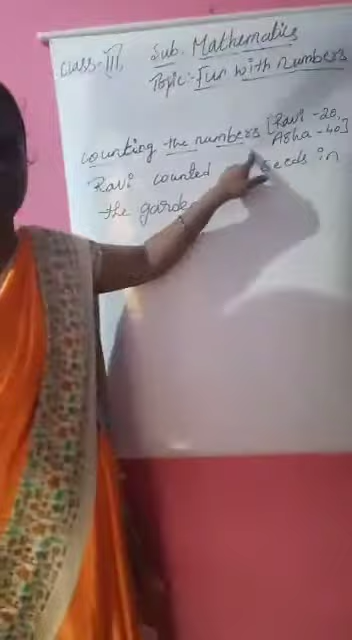 Class-III, Sub. Mathematics
Topic:- Fun with numbers
counting the numbers [Ravi -20,
Asha -40]
Ravi counted seeds in
the garde